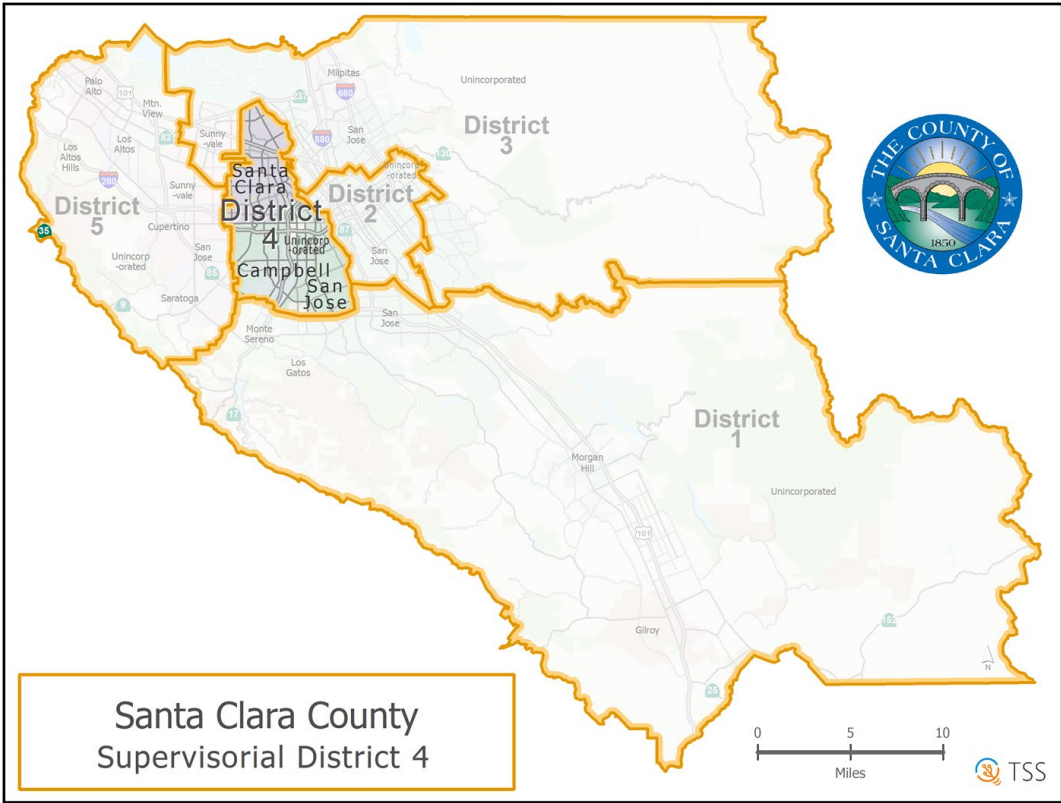 Palo
Alto
101
Mtn.
View
Los
Altos
Los
Altos
Hills
82
Sunny
-vale
280
Sunny
-vale
District
5
35
Cupertino
Unincorp
-orated
San
Jose
85
9
Saratoga
Milpitas
680
237
880
San
Jose
Unincorporated
District
3
130
Unincorp
-orated
District
2
87
San
Jose
Santa
Clara
District
4
Unincorp
-orated
Campbell
San
Jose
THE COUNTY OF
SANTA CLARA
1850
Monte
Sereno
San
Jose
Los
Gatos
17
District
1
Morgan
Hill
Unincorporated
101
152
Gilroy
25
N
Santa Clara County
Supervisorial District 4
0 5 10
Miles
TSS